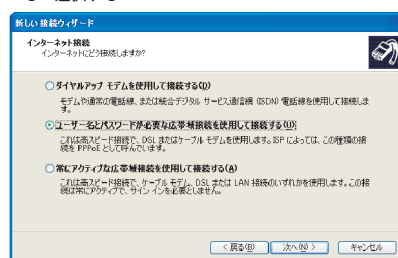 新しい接続ウィザード
インターネット接続
インターネットにどう接続しますか?
ダイヤルアップ モデムを使用して接続する(D)
モデムや通常の電話線、または統合デジタル サービス通信網 (ISDN) 電話線を使用して接続しま
す。
ユーザー名とパスワードが必要な広帯域接続を使用して接続する(U)
これは高スピード接続で、DSL またはケーブル モデムを使用します。ISP によっては、この種類の接
続を PPPoE として呼んでいます。
常にアクティブな広帯域接続を使用して接続する(A)
これは高スピード接続で、ケーブル モデム、DSL または LAN 接続のいずれかを使用します。この接
続は常にアクティブで、サイン インを必要としません。
< 戻る(B) 次へ(N) > キャンセル